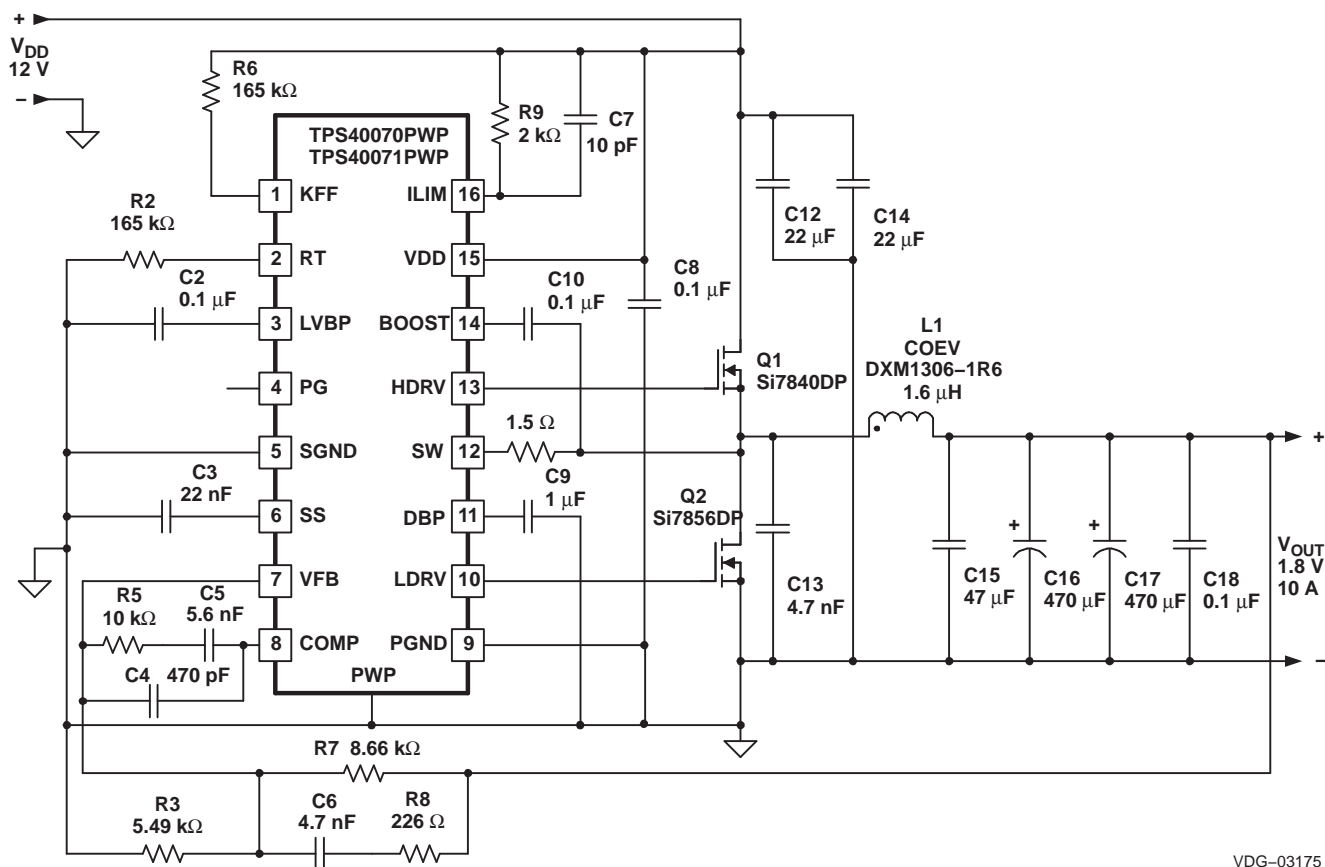 +
V_DD
12 V
−
R6
165 kΩ
TPS40070PWP
TPS40071PWP
R9
2 kΩ
C7
10 pF
1 KFF
ILIM 16
R2
165 kΩ
2 RT
VDD 15
C12
22 μF
C14
22 μF
C2
0.1 μF
C10
0.1 μF
C8
0.1 μF
3 LVBP
BOOST 14
4 PG
HDRV 13
Q1
Si7840DP
L1
COEV
DXM1306−1R6
1.6 μH
1.5 Ω
5 SGND
SW 12
+
C3
22 nF
C9
1 μF
6 SS
DBP 11
Q2
Si7856DP
7 VFB
LDRV 10
C13
4.7 nF
C15
47 μF
+
C16
470 μF
+
C17
470 μF
C18
0.1 μF
V_OUT
1.8 V
10 A
R5
10 kΩ
C5
5.6 nF
8 COMP
PGND 9
−
C4
470 pF
PWP
R7 8.66 kΩ
R3
5.49 kΩ
C6
4.7 nF
R8
226 Ω
VDG−03175